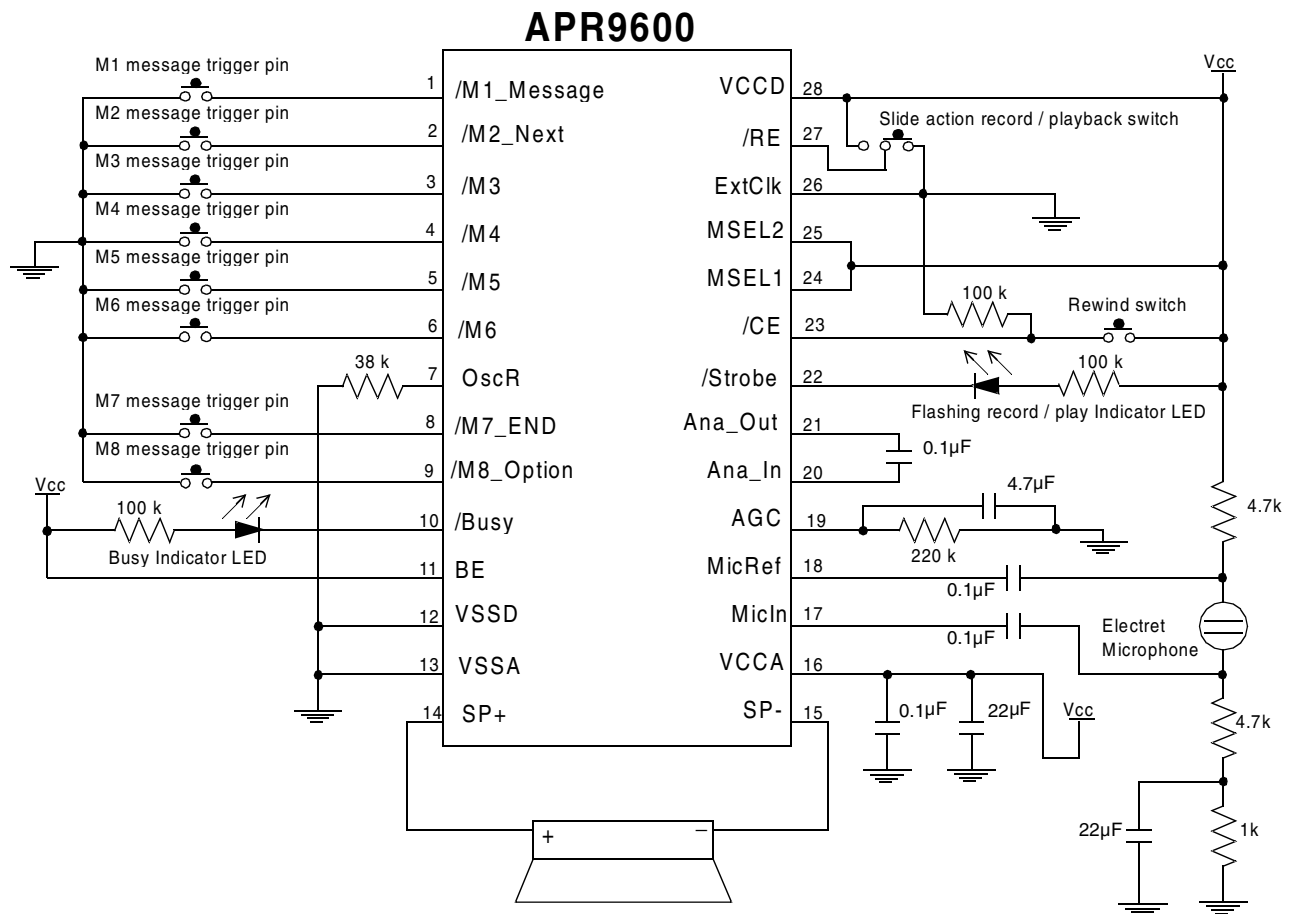 APR9600
M1 message trigger pin
1
/M1_Message
M2 message trigger pin
2
/M2_Next
M3 message trigger pin
3
/M3
M4 message trigger pin
4
/M4
M5 message trigger pin
5
/M5
M6 message trigger pin
6
/M6
38 k
7
OscR
M7 message trigger pin
8
/M7_END
M8 message trigger pin
9
/M8_Option
Vcc
100 k
Busy Indicator LED
10
/Busy
11
BE
12
VSSD
13
VSSA
14
SP+
VCCD
28
Vcc
Slide action record / playback switch
/RE
27
ExtClk
26
MSEL2
25
MSEL1
24
100 k
Rewind switch
/CE
23
/Strobe
22
100 k
Flashing record / play Indicator LED
Ana_Out
21
0.1µF
Ana_In
20
4.7µF
AGC
19
220 k
4.7k
MicRef
18
0.1µF
MicIn
17
0.1µF
Electret
Microphone
VCCA
16
0.1µF
22µF
Vcc
SP-
15
4.7k
22µF
1k
+
–